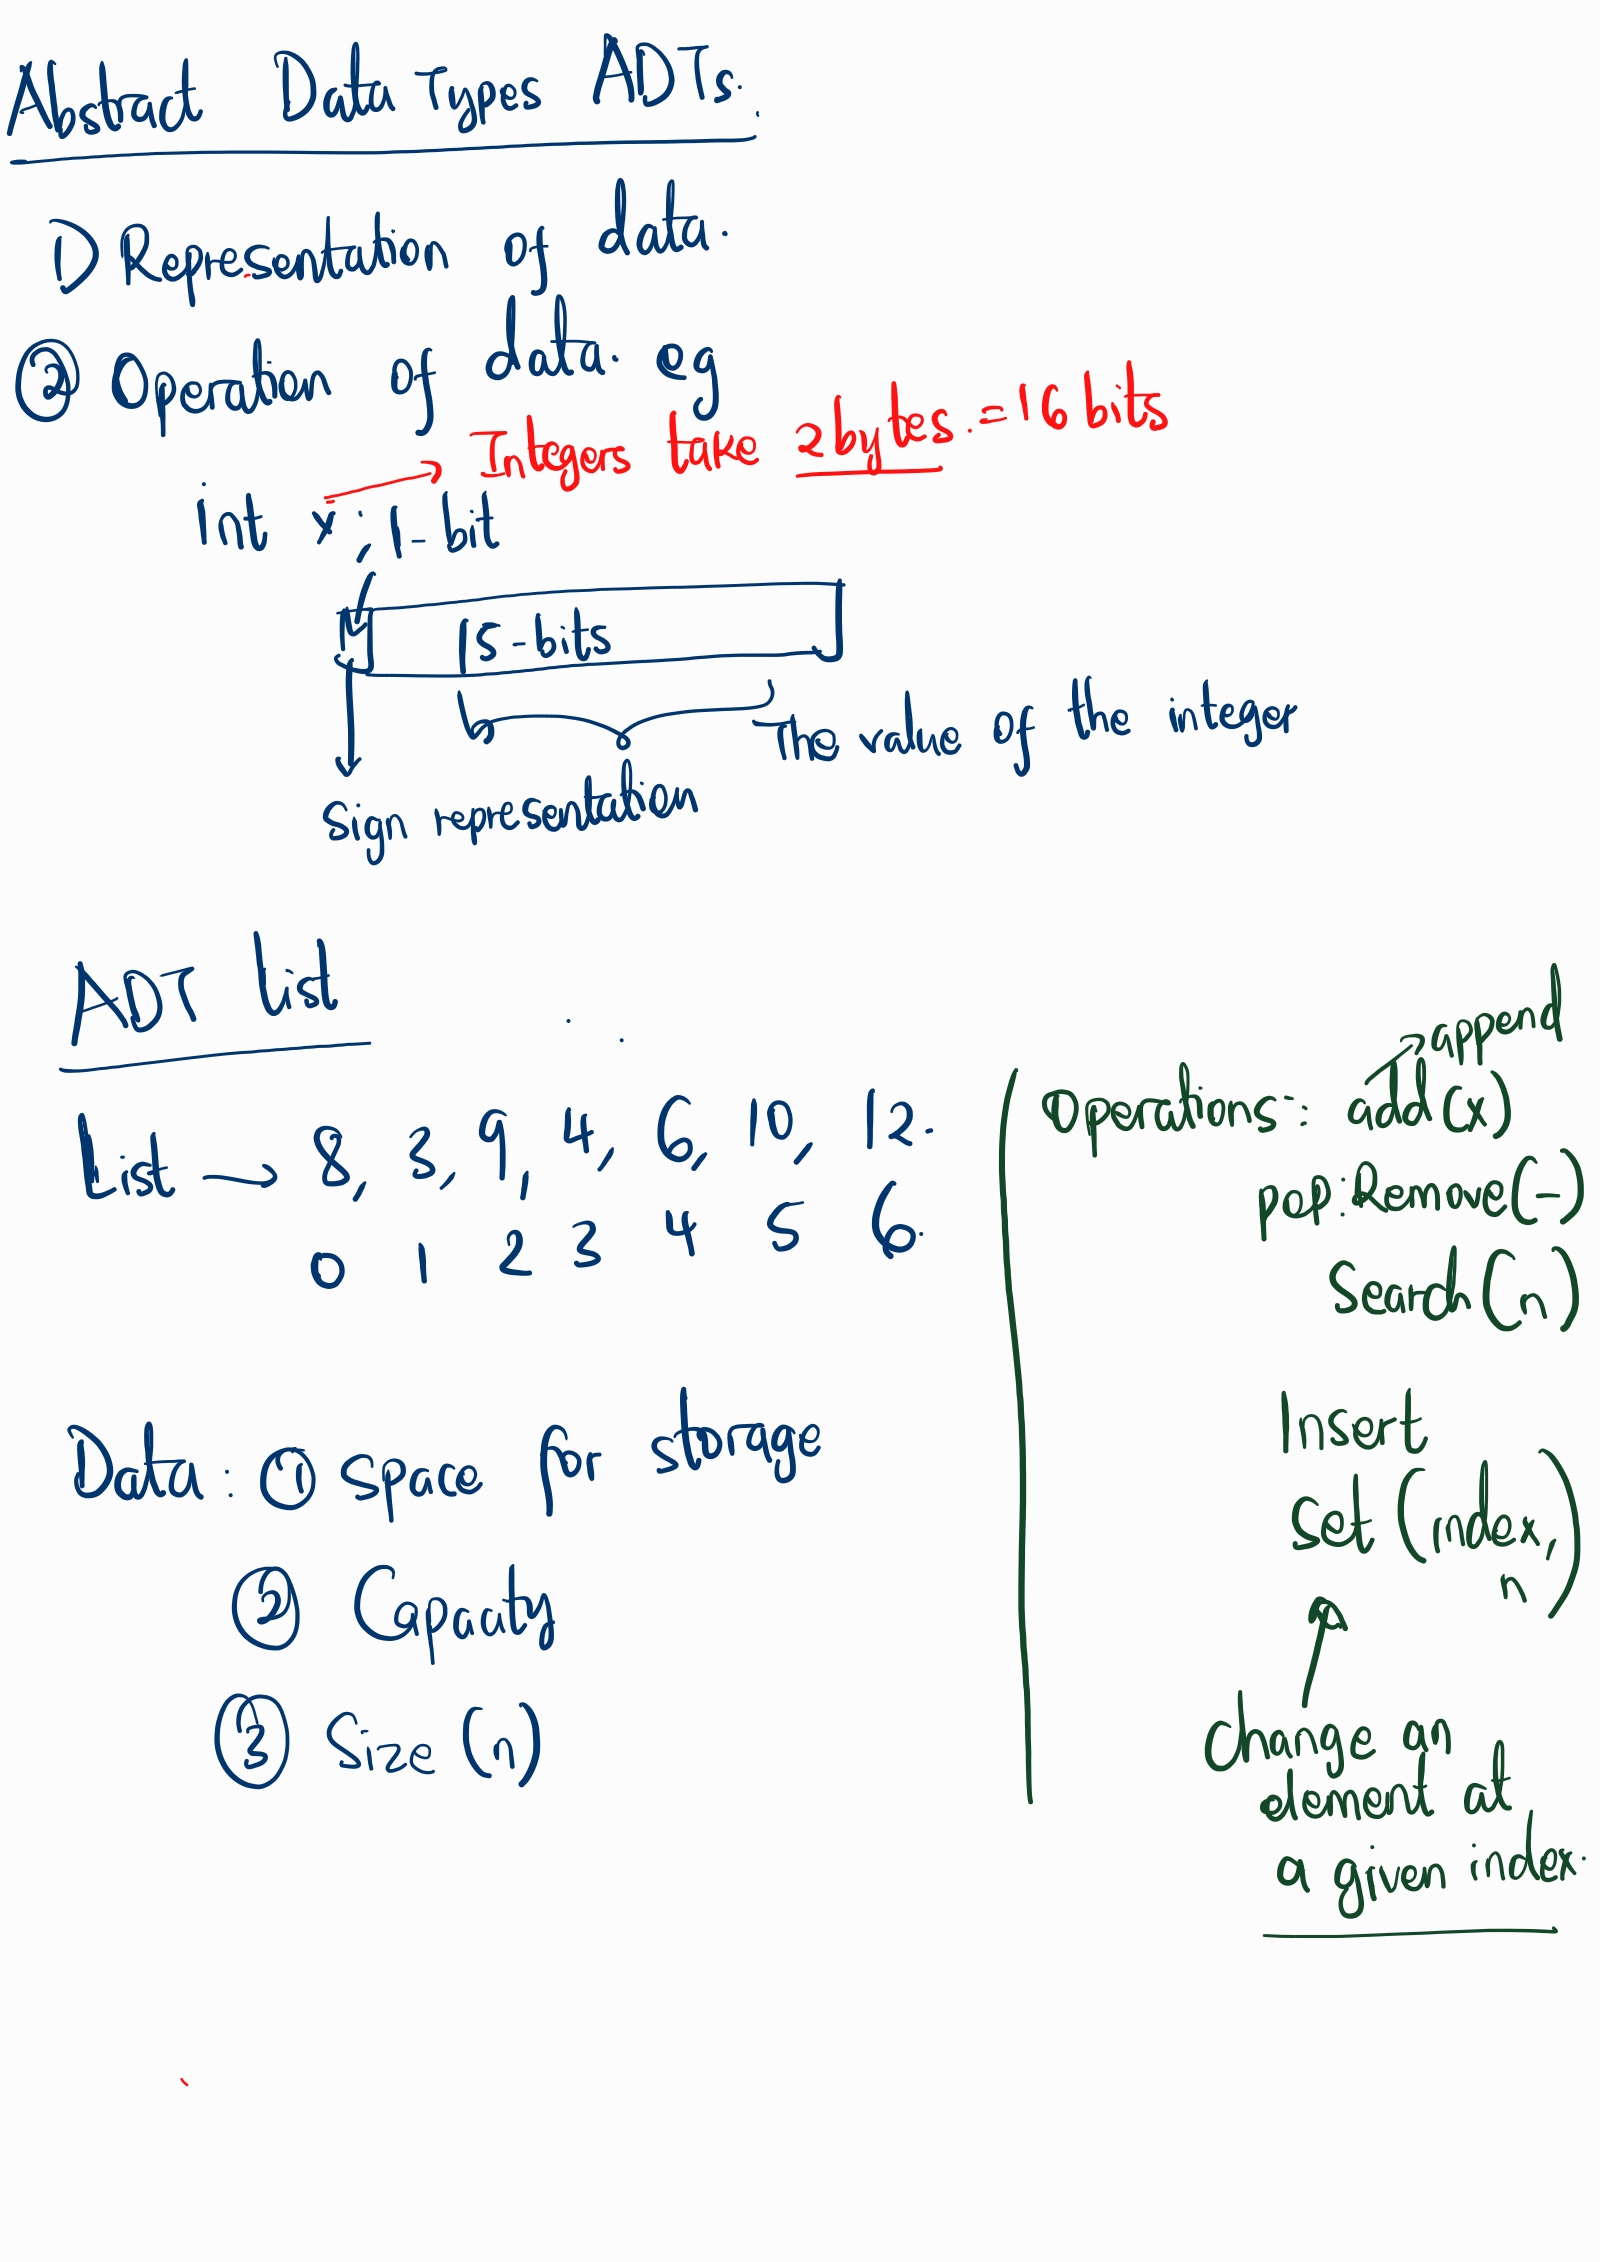 Abstract Data Types ADTs.
1) Representation of data.
② Operation of data. eg
Integers take 2bytes. = 16 bits
int x; 1-bit
15-bits
The value of the integer
Sign representation
ADT List
List → 8, 3, 9, 4, 6, 10, 12.
0 1 2 3 4 5 6.
Data: ① Space for storage
② Capacity
③ Size (n)
→append
Operations: add(x)
pop: Remove(-)
Search(n)
Insert
Set (index,
n)
Change an
element at
a given index.